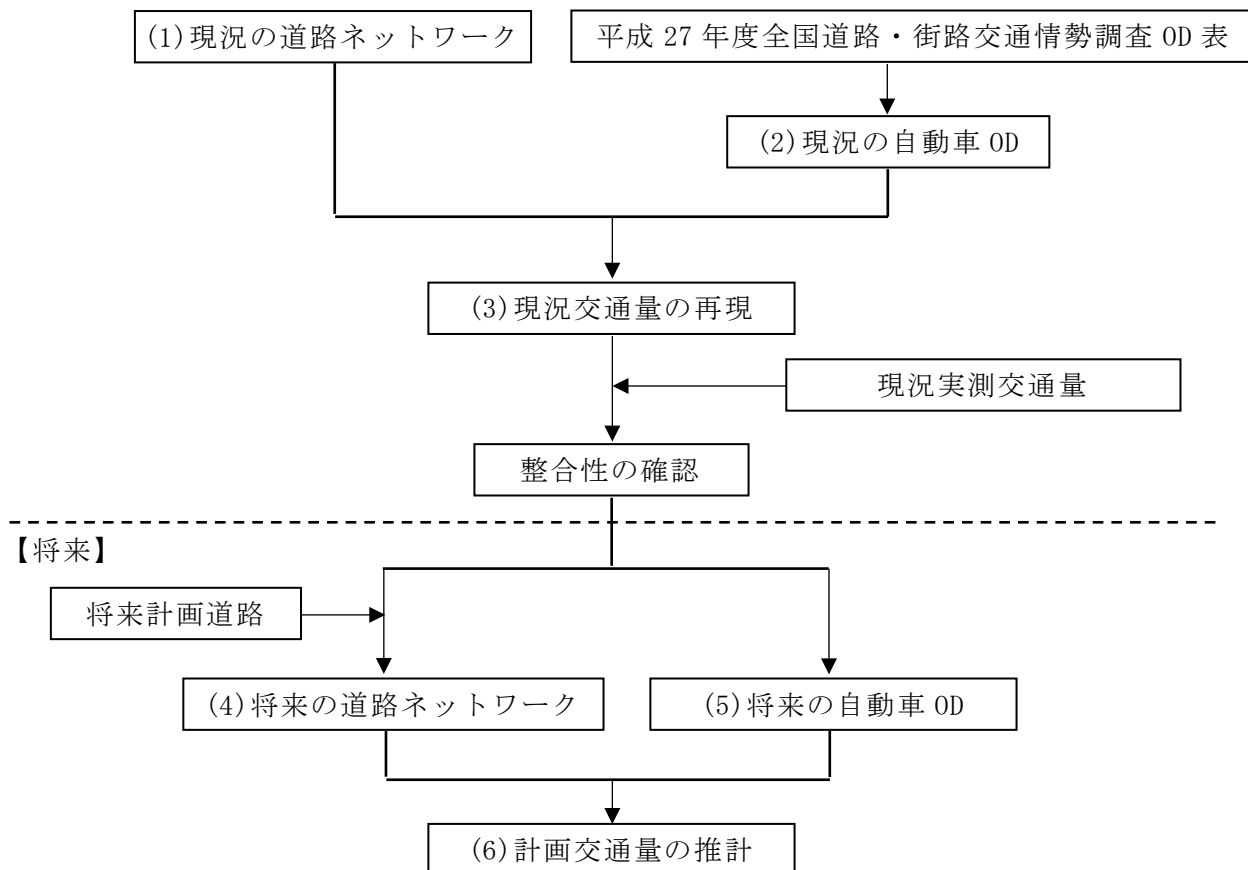 (1)現況の道路ネットワーク
平成 27 年度全国道路・街路交通情勢調査 OD 表
(2)現況の自動車 OD
(3)現況交通量の再現
現況実測交通量
整合性の確認
【将来】
将来計画道路
(4)将来の道路ネットワーク
(5)将来の自動車 OD
(6)計画交通量の推計